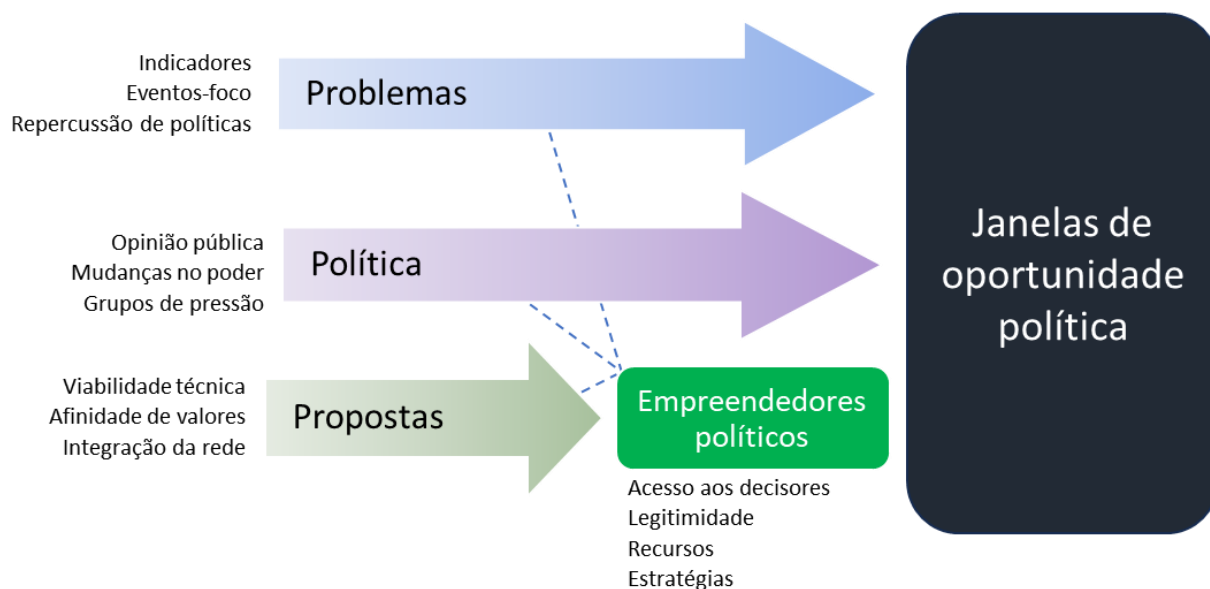 Indicadores
Eventos-foco
Repercussão de políticas
Problemas
Opinião pública
Mudanças no poder
Grupos de pressão
Política
Viabilidade técnica
Afinidade de valores
Integração da rede
Propostas
Empreendedores
políticos
Acesso aos decisores
Legitimidade
Recursos
Estratégias
Janelas de
oportunidade
política